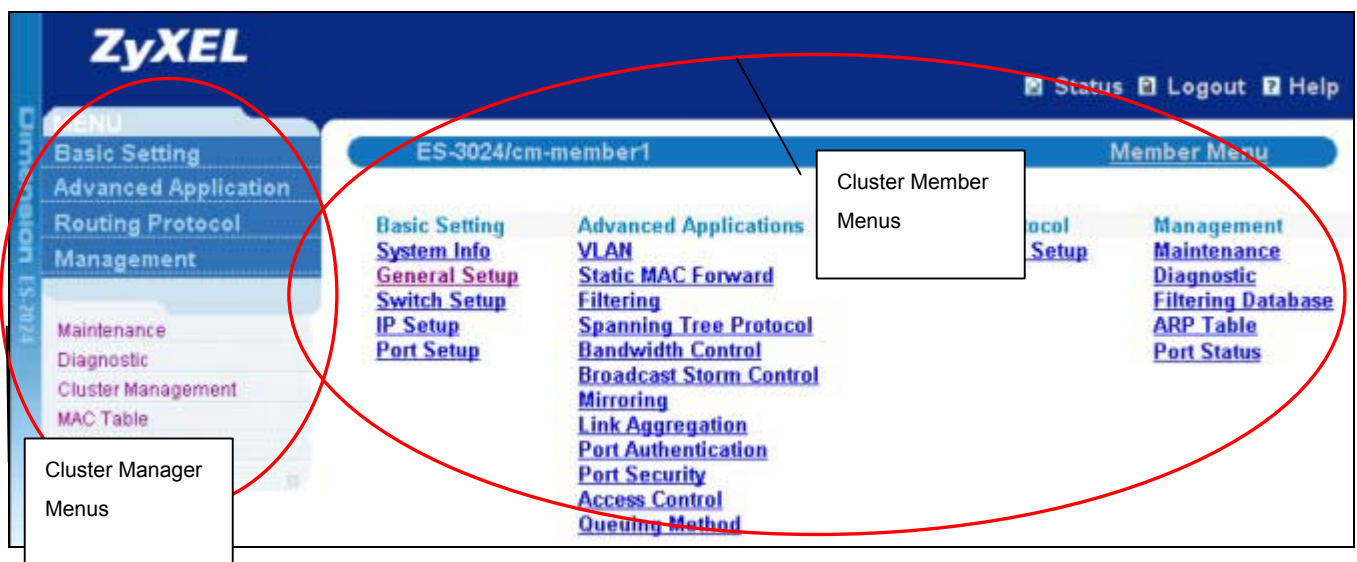 ZyXEL
Status Logout Help
Dimension ES-2024
MENU
Basic Setting
Advanced Application
Routing Protocol
Management
Maintenance
Diagnostic
Cluster Management
MAC Table
Cluster Manager
Menus
ES-3024/cm-member1 Member Menu
Cluster Member
Menus
Basic Setting
System Info
General Setup
Switch Setup
IP Setup
Port Setup
Advanced Applications
VLAN
Static MAC Forward
Filtering
Spanning Tree Protocol
Bandwidth Control
Broadcast Storm Control
Mirroring
Link Aggregation
Port Authentication
Port Security
Access Control
Queuing Method
ocol
Setup
Management
Maintenance
Diagnostic
Filtering Database
ARP Table
Port Status